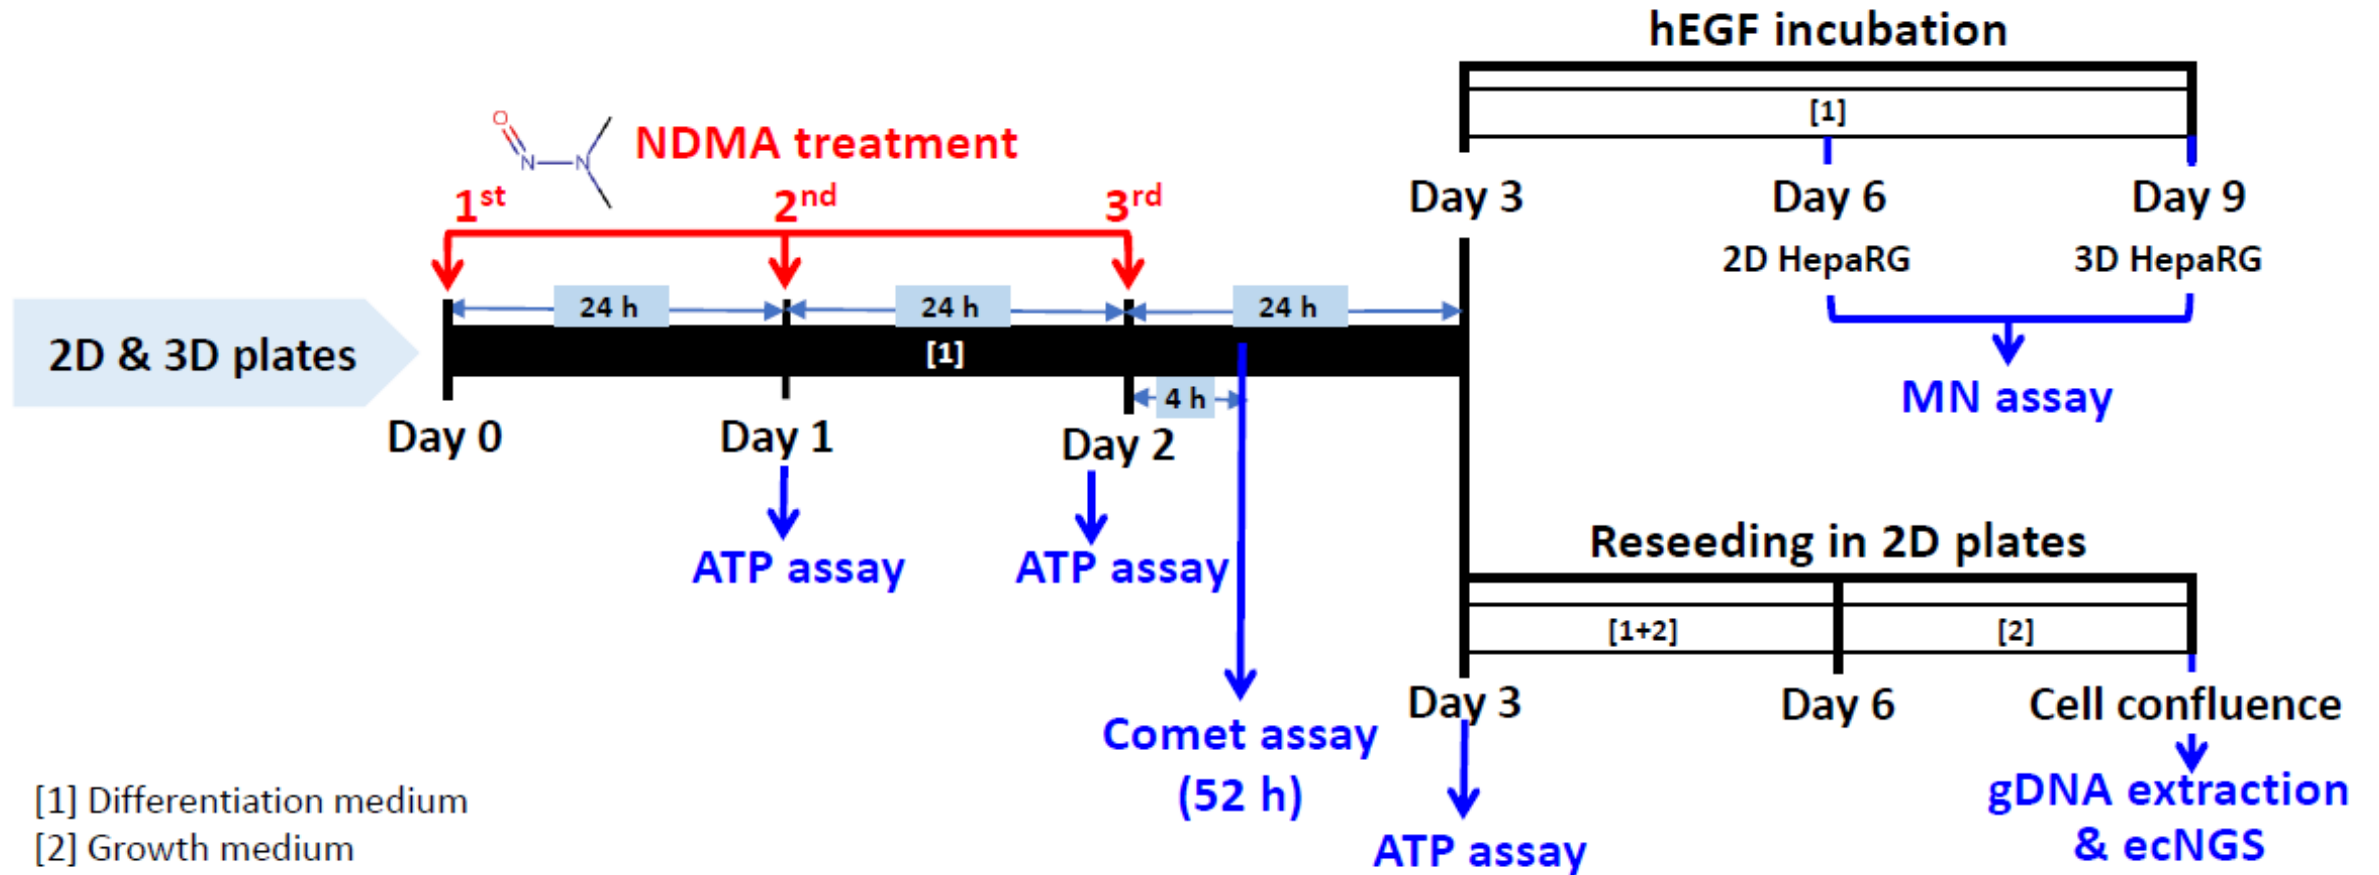 hEGF incubation
[1]
Day 3
Day 6
Day 9
2D HepaRG
3D HepaRG
MN assay
O
N
N
NDMA treatment
1st
2nd
3rd
24 h
24 h
24 h
2D & 3D plates
[1]
4 h
Day 0
Day 1
Day 2
ATP assay
ATP assay
Comet assay
(52 h)
Reseeding in 2D plates
[1+2]
[2]
Day 3
Day 6
Cell confluence
ATP assay
gDNA extraction
& ecNGS
[1] Differentiation medium
[2] Growth medium